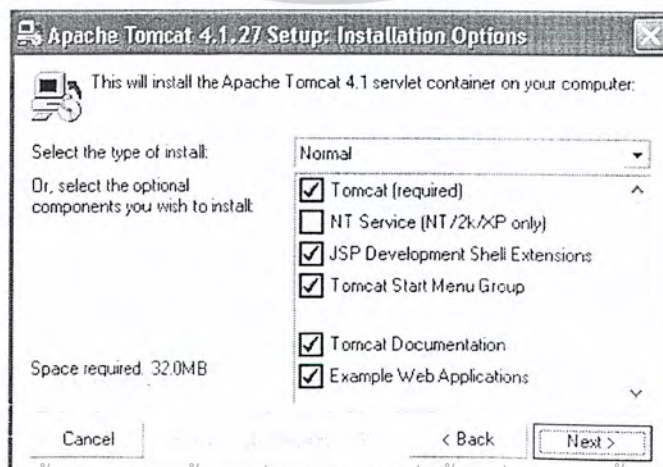 Apache Tomcat 4.1.27 Setup: Installation Options
This will install the Apache Tomcat 4.1 servlet container on your computer:
Select the type of install:
Normal
Or, select the optional
components you wish to install:
Tomcat (required)
NT Service (NT/2k/XP only)
JSP Development Shell Extensions
Tomcat Start Menu Group
Tomcat Documentation
Example Web Applications
Space required: 32.0MB
Cancel
< Back
Next >